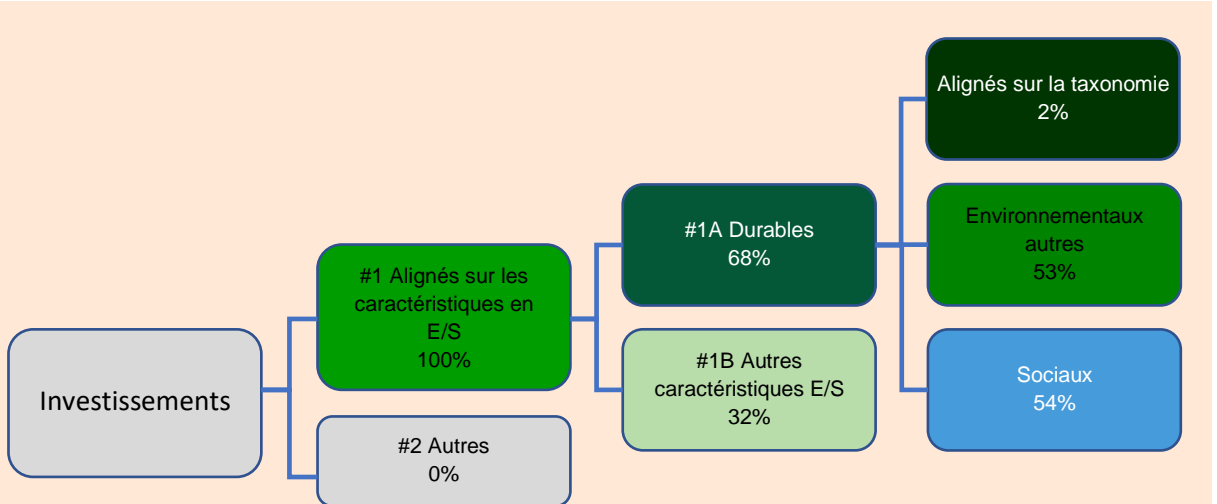 Investissements
#1 Alignés sur les
caractéristiques en
E/S
100%
#2 Autres
0%
#1A Durables
68%
#1B Autres
caractéristiques E/S
32%
Alignés sur la taxonomie
2%
Environnementaux
autres
53%
Sociaux
54%